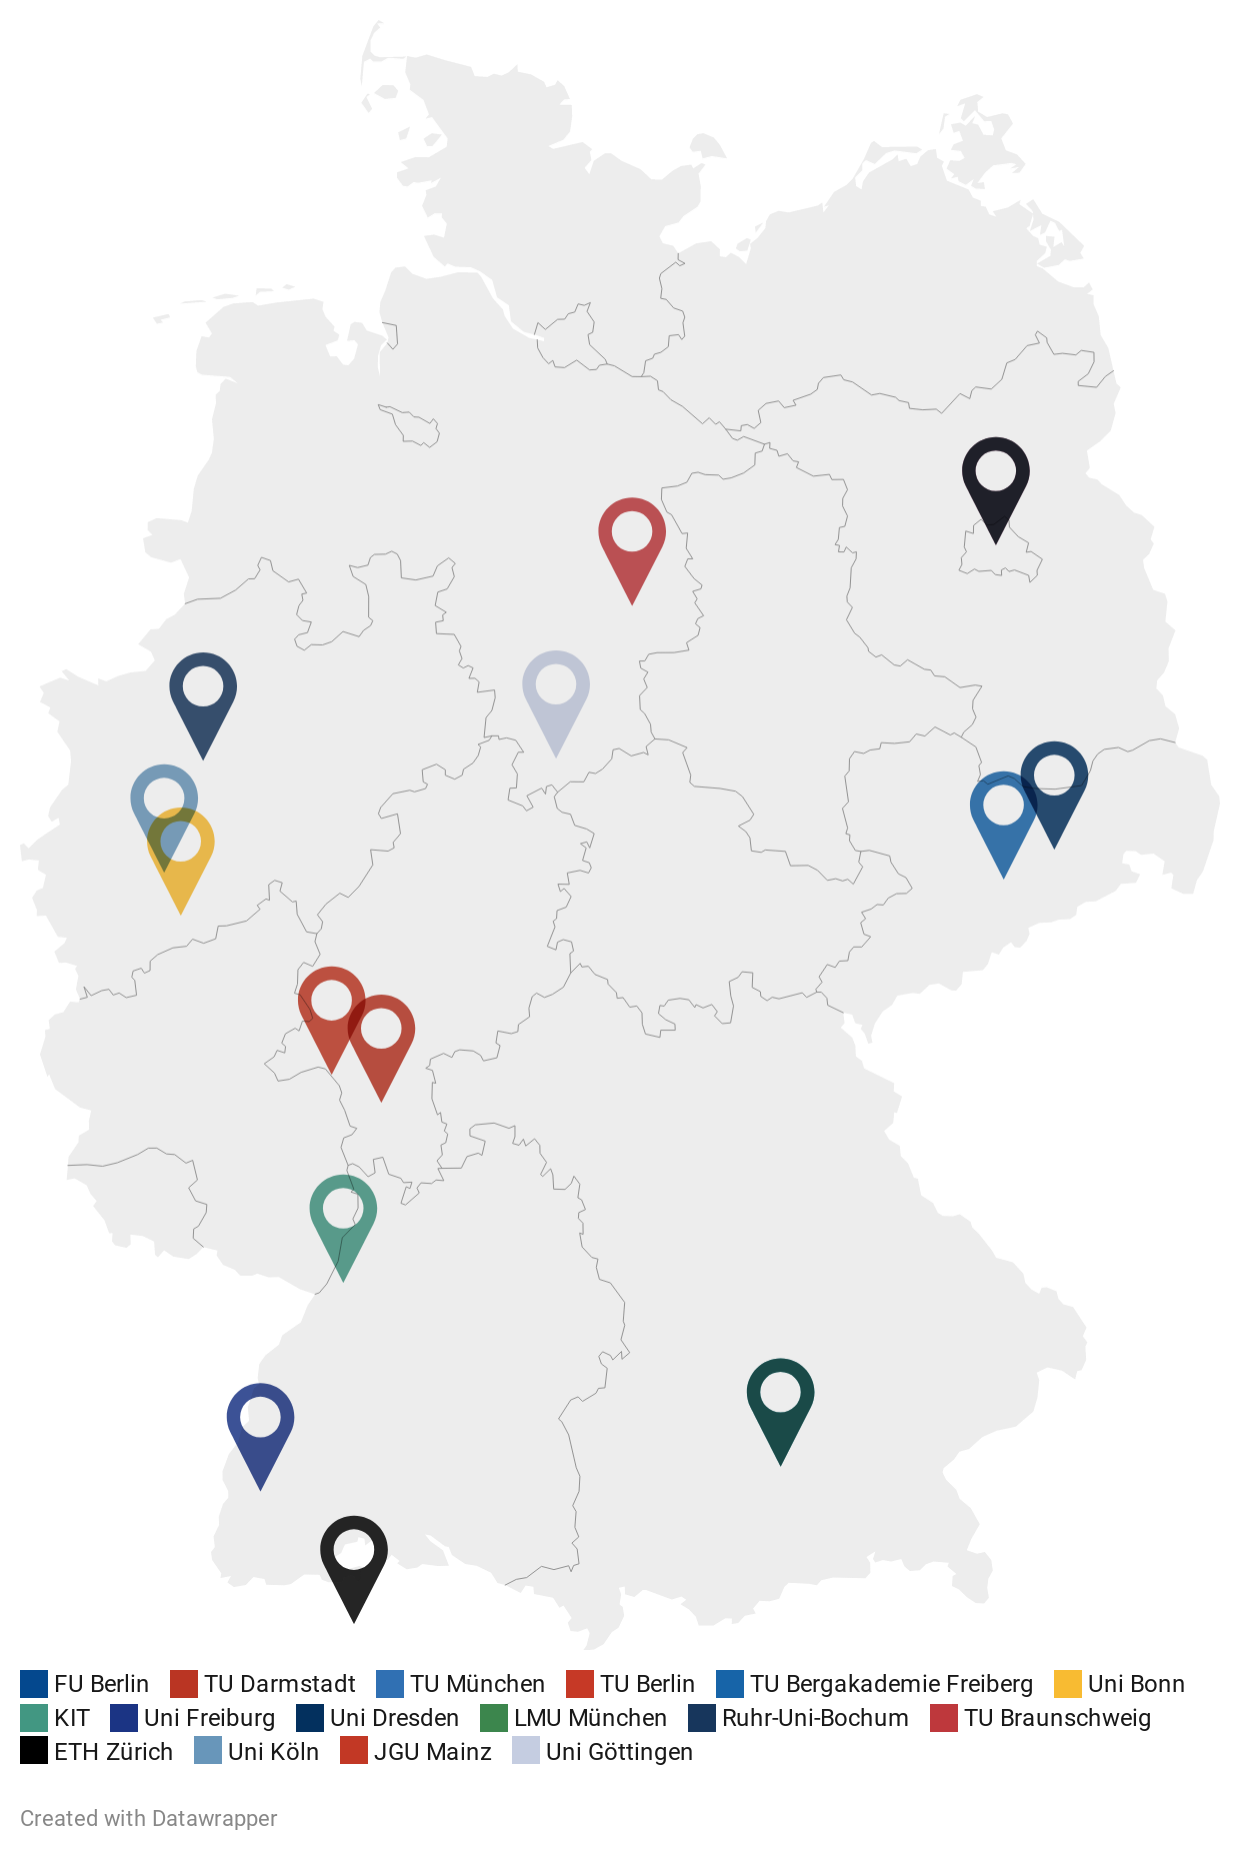 FU Berlin TU Darmstadt TU München TU Berlin TU Bergakademie Freiberg Uni Bonn
KIT Uni Freiburg Uni Dresden LMU München Ruhr-Uni-Bochum TU Braunschweig
ETH Zürich Uni Köln JGU Mainz Uni Göttingen
Created with Datawrapper